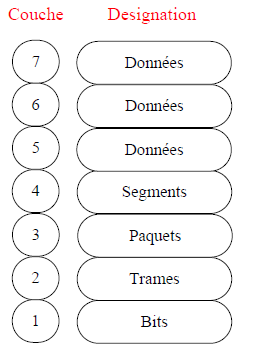 Couche Designation
7 Données
6 Données
5 Données
4 Segments
3 Paquets
2 Trames
1 Bits